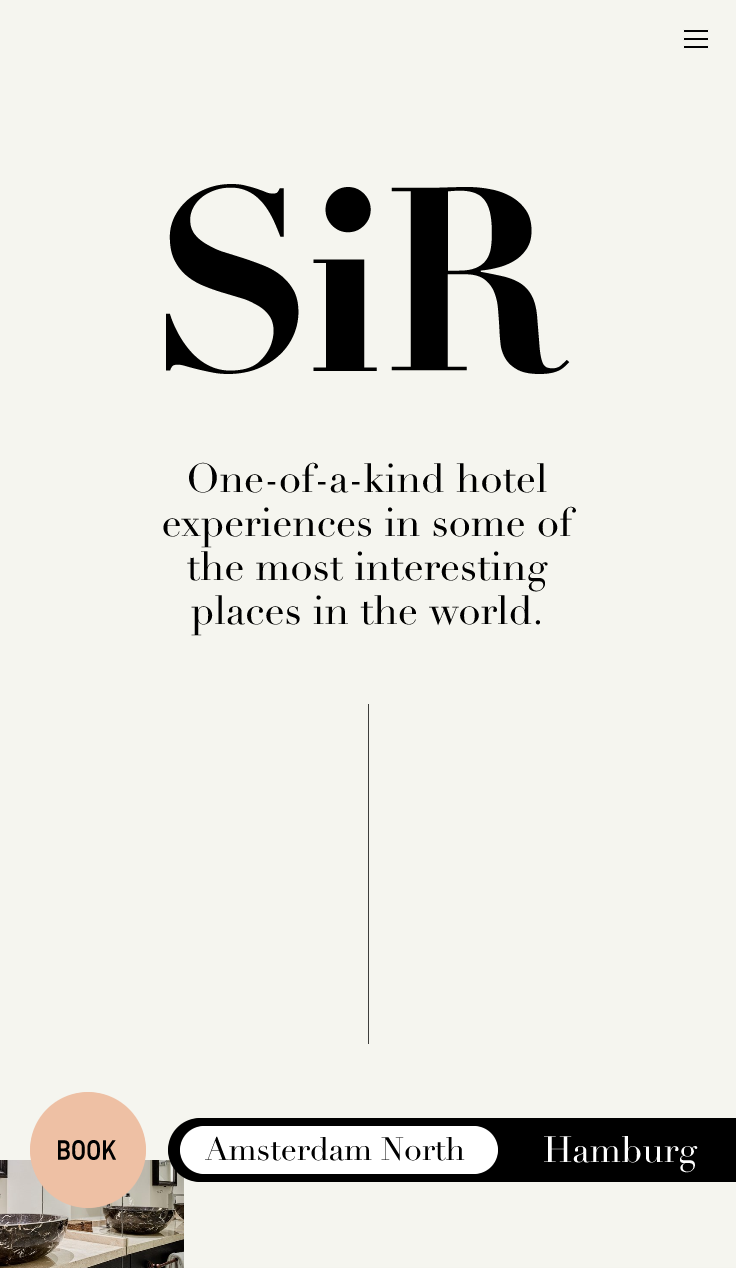 SiR
One-of-a-kind hotel
experiences in some of
the most interesting
places in the world.
BOOK
Amsterdam North
Hamburg